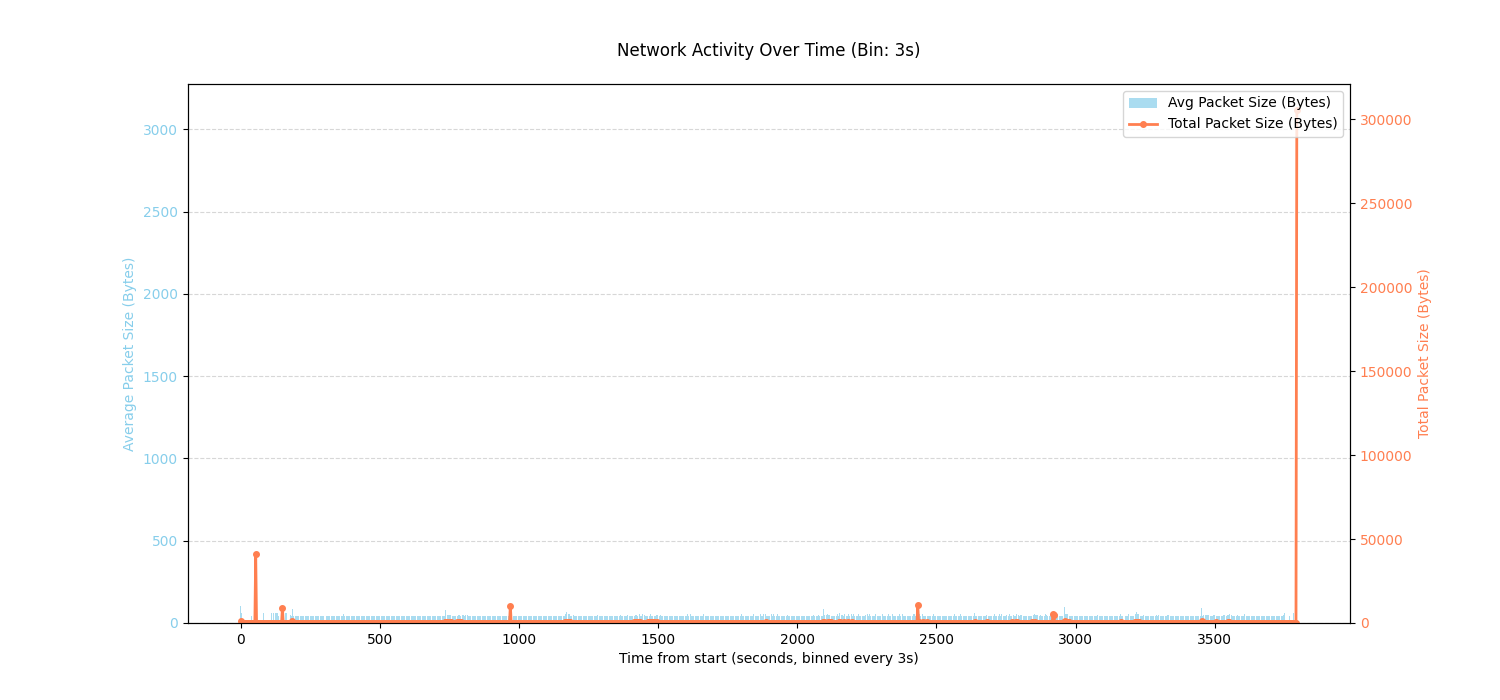 Network Activity Over Time (Bin: 3s)
Avg Packet Size (Bytes)
Total Packet Size (Bytes)
Average Packet Size (Bytes)
3000
2500
2000
1500
1000
500
0
300000
250000
200000
150000
100000
50000
0
Total Packet Size (Bytes)
0 500 1000 1500 2000 2500 3000 3500
Time from start (seconds, binned every 3s)